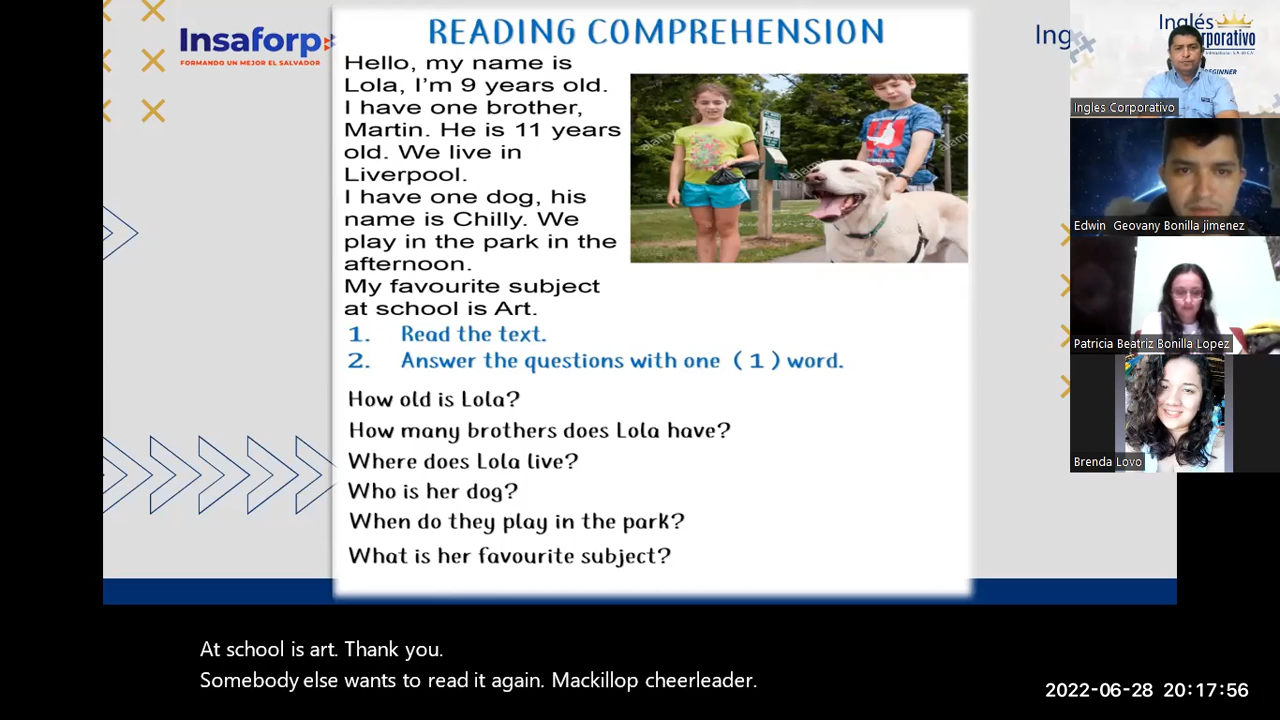 READING COMPREHENSION
Insaforp
FORMANDO UN MEJOR EL SALVADOR
Hello, my name is
Lola, I'm 9 years old.
I have one brother,
Martin. He is 11 years
old. We live in
Liverpool.
I have one dog, his
name is Chilly. We
play in the park in the
afternoon.
My favourite subject
at school is Art.
1. Read the text.
2. Answer the questions with one ( 1 ) word.
How old is Lola?
How many brothers does Lola have?
Where does Lola live?
Who is her dog?
When do they play in the park?
What is her favourite subject?
Ing
Inglés
Ingles Corporativo
Edwin Geovany Bonilla jimenez
Patricia Beatriz Bonilla Lopez
Brenda Lovo
At school is art. Thank you.
Somebody else wants to read it again. Mackillop cheerleader.
2022-06-28 20:17:56